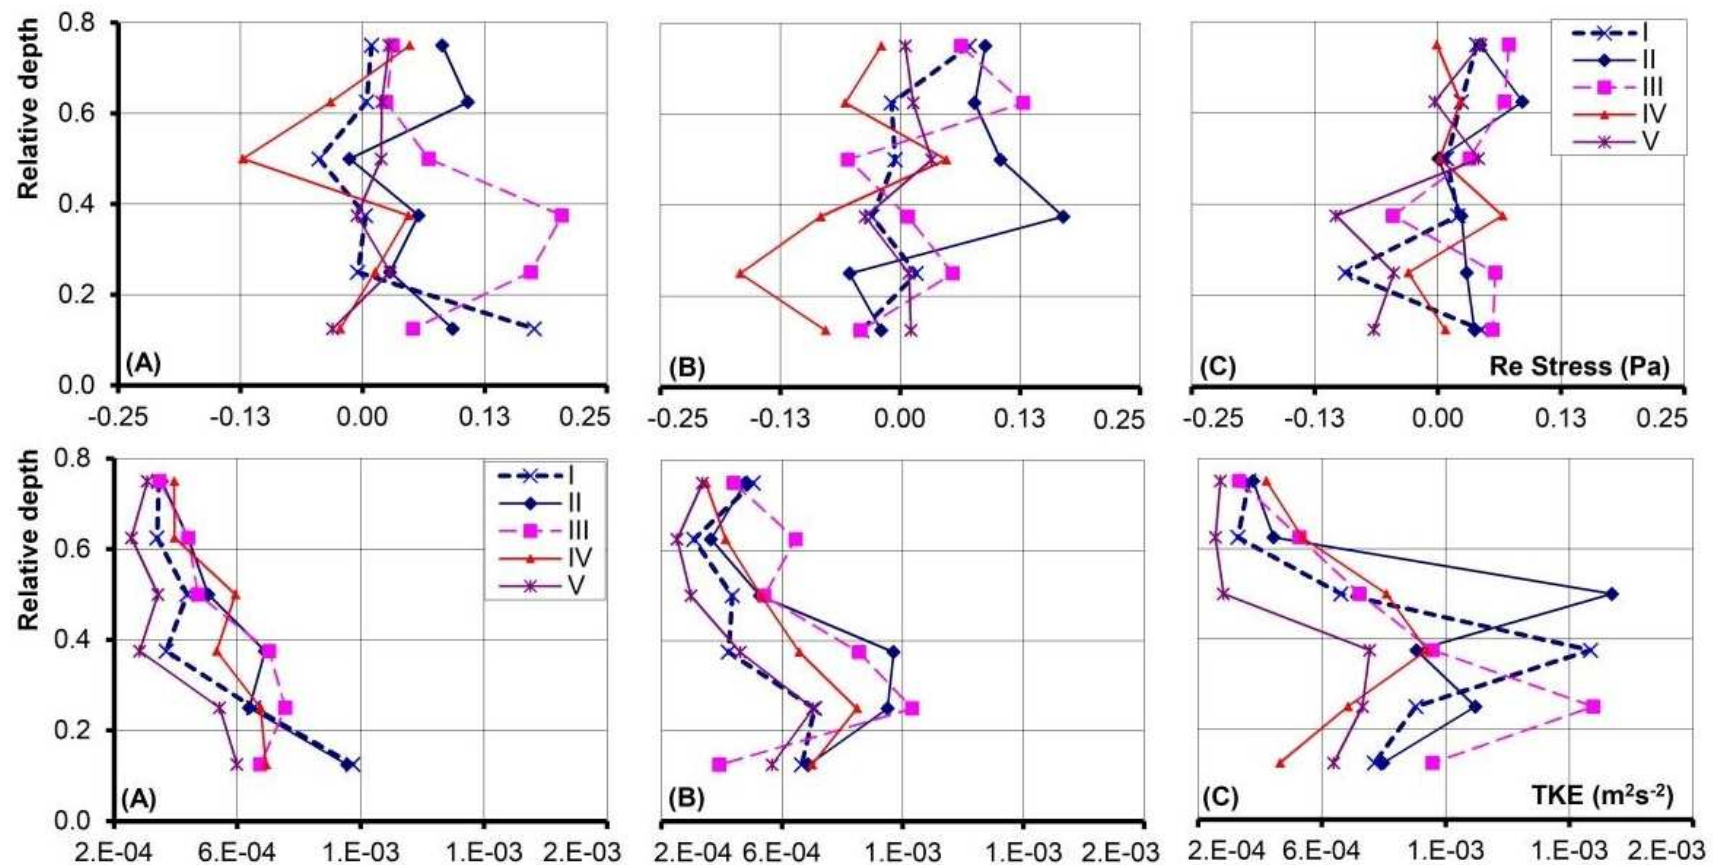 0.8
Relative depth
0.6
0.4
0.2
0.0
(A)
-0.25 -0.13 0.00 0.13 0.25
(B)
-0.25 -0.13 0.00 0.13 0.25
I
II
III
IV
V
(C) Re Stress (Pa)
-0.25 -0.13 0.00 0.13 0.25
0.8
Relative depth
0.6
0.4
0.2
0.0
I
II
III
IV
V
(A)
2.E-04 6.E-04 1.E-03 1.E-03 2.E-03
(B)
2.E-04 6.E-04 1.E-03 1.E-03 2.E-03
(C) TKE (m²s⁻²)
2.E-04 6.E-04 1.E-03 1.E-03 2.E-03